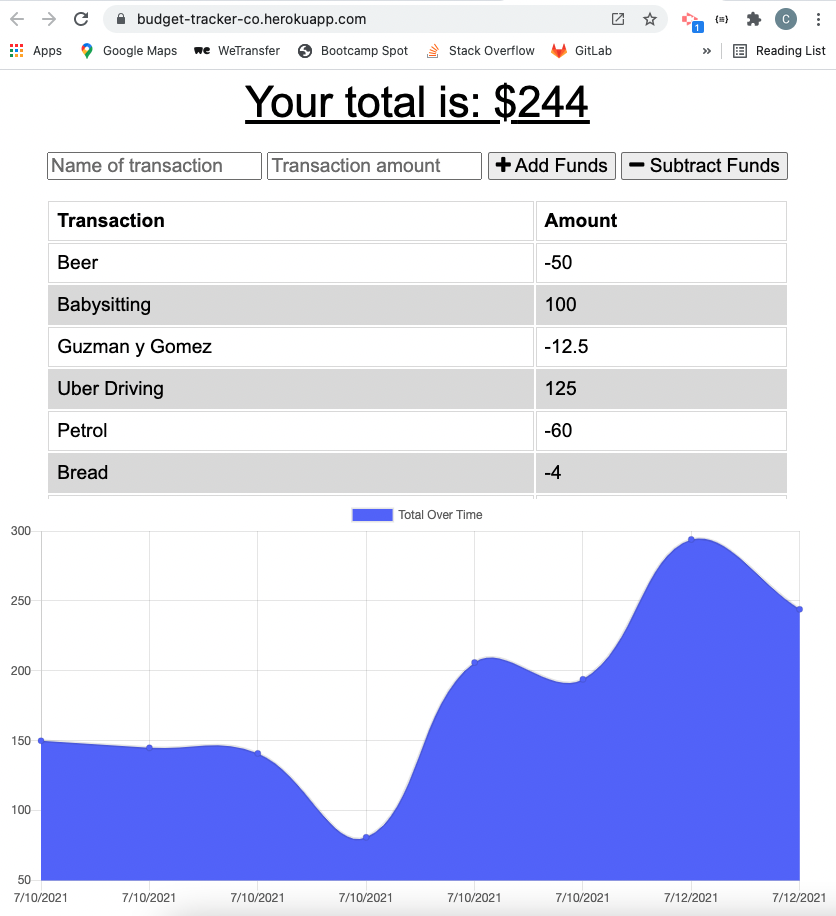 budget-tracker-co.herokuapp.com
1 {≡} C
Apps Google Maps we WeTransfer Bootcamp Spot Stack Overflow GitLab » Reading List
Your total is: $244
Name of transaction Transaction amount + Add Funds − Subtract Funds
Transaction Amount
Beer -50
Babysitting 100
Guzman y Gomez -12.5
Uber Driving 125
Petrol -60
Bread -4
Total Over Time
300
250
200
150
100
50
7/10/2021 7/10/2021 7/10/2021 7/10/2021 7/10/2021 7/10/2021 7/12/2021 7/12/2021